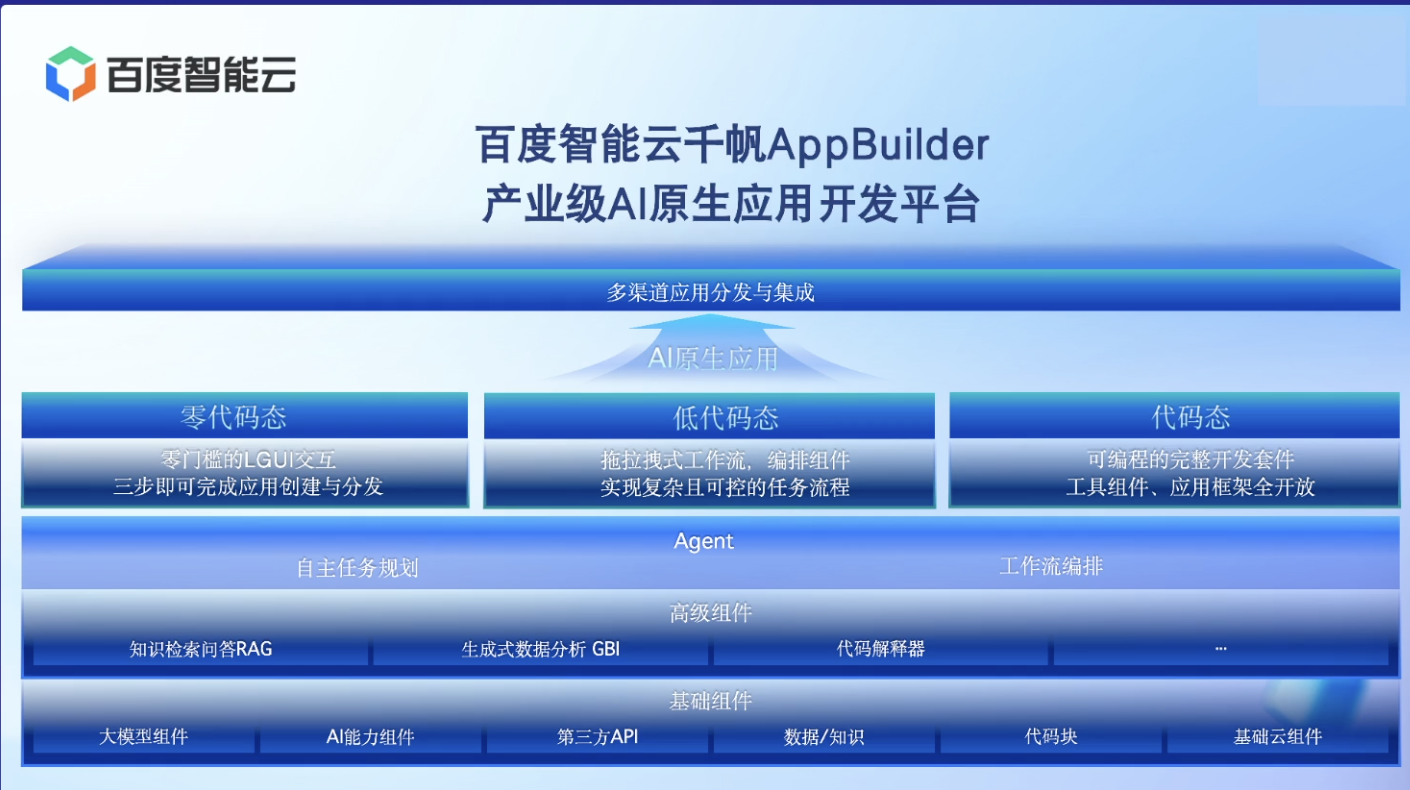 百度智能云
百度智能云千帆AppBuilder
产业级AI原生应用开发平台
多渠道应用分发与集成
AI原生应用
零代码态
零门槛的LGUI交互
三步即可完成应用创建与分发
低代码态
拖拉拽式工作流，编排组件
实现复杂且可控的任务流程
代码态
可编程的完整开发套件
工具组件、应用框架全开放
Agent
自主任务规划
工作流编排
高级组件
知识检索问答RAG
生成式数据分析 GBI
代码解释器
...
基础组件
大模型组件
AI能力组件
第三方API
数据/知识
代码块
基础云组件